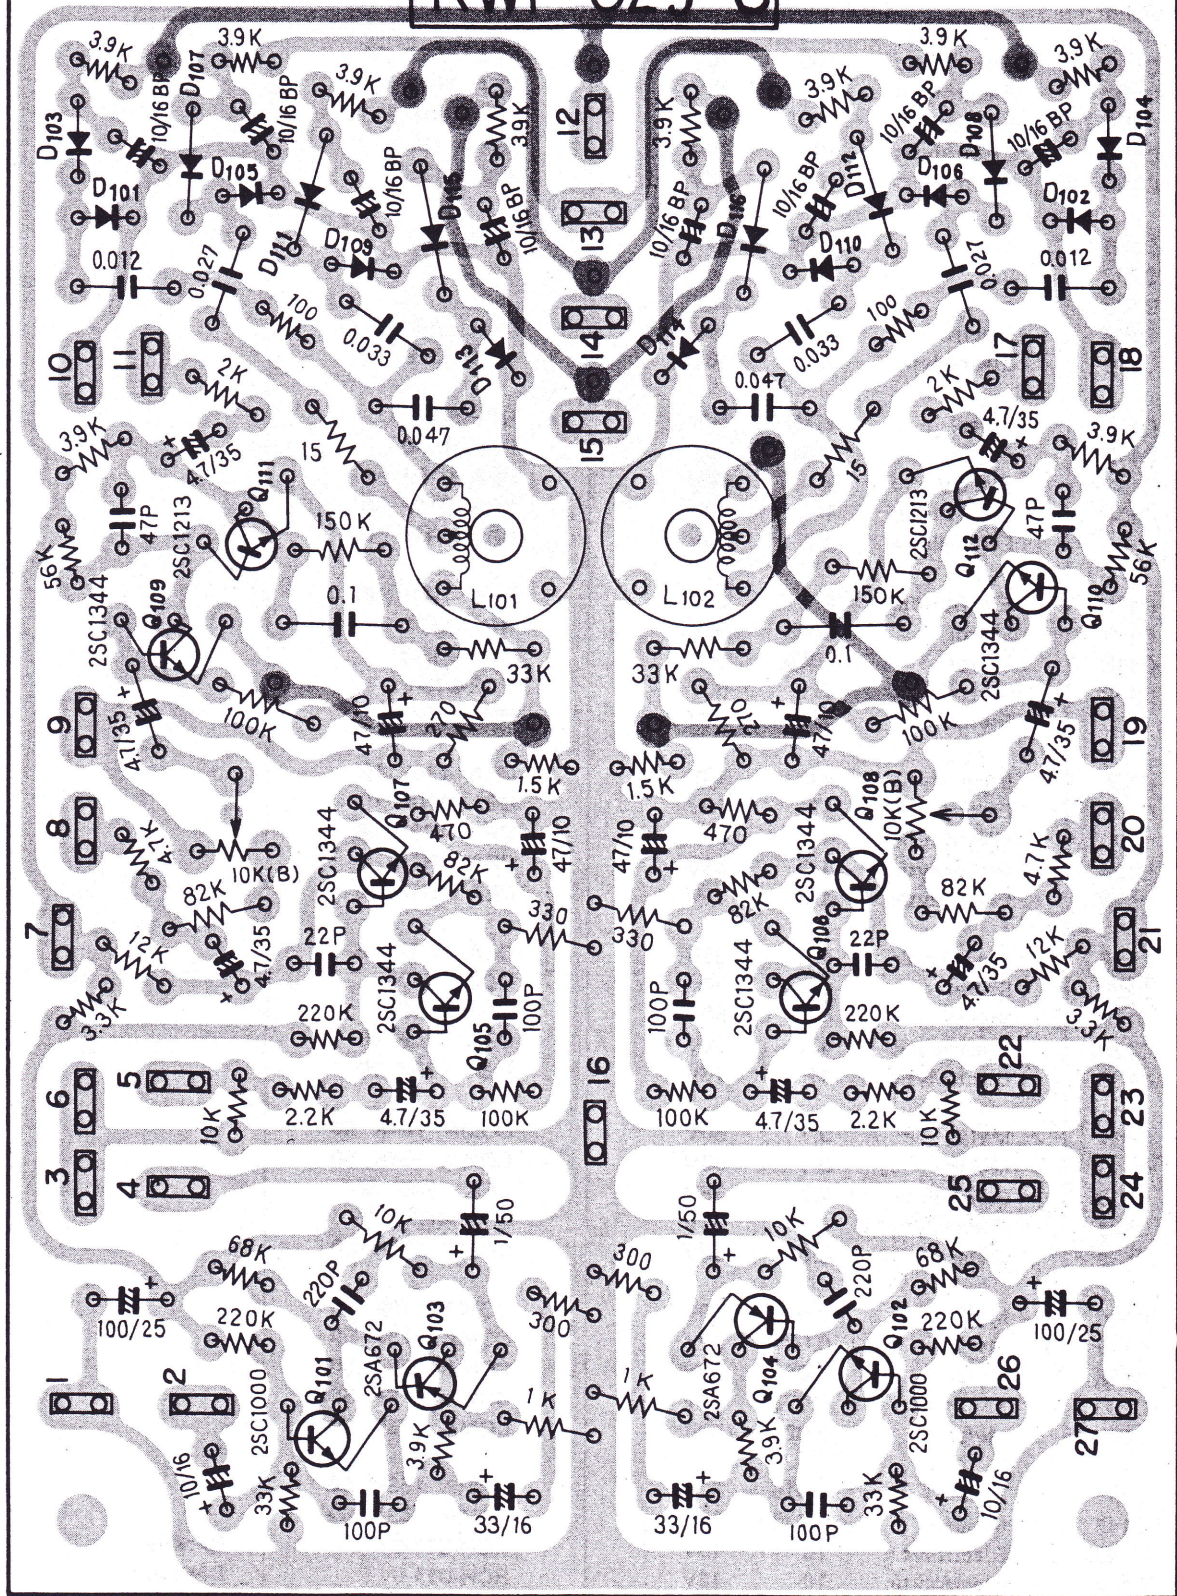 3.9K
D107
3.9K
3.9K
3.9K
3.9K
3.9K
10/16 BP
10/16 BP
3.9K
12
3.9K
10/16 BP
D108
10/16 BP
D104
D103
D101
D105
10/16 BP
D115
10/16 BP
10/16 BP
D116
10/16 BP
D112
D106
D102
D111
D109
13
D110
0.012
0.027
0.027
0.012
100
0.033
D113
14
D114
0.033
100
10
11
2K
17
18
2K
0.047
0.047
15
4.7/35
3.9K
4.7/35
3.9K
15
15
Q111
2SC1213
47P
150K
2SC1213
Q112
47P
56K
56K
L101
L102
150K
Q109
2SC1344
0.1
0.1
2SC1344
Q110
33K
33K
100K
100K
9
4.7/35
47/10
270
270
47/10
4.7/35
19
1.5K
1.5K
Q107
Q108
10K(B)
8
4.7K
2SC1344
470
47/10
47/10
470
2SC1344
4.7K
20
10K(B)
82K
82K
82K
82K
7
330
330
21
12K
4.7/35
22P
2SC1344
2SC1344
Q106
22P
4.7/35
12K
3.3K
220K
Q105
100P
100P
220K
3.3K
6
5
16
22
23
10K
2.2K
4.7/35
100K
100K
4.7/35
2.2K
10K
3
4
25
24
10K
1/50
1/50
10K
68K
220P
300
220P
68K
100/25
220K
Q103
300
Q102
220K
100/25
1
2
Q101
2SA672
2SA672
Q104
26
27
2SC1000
1K
1K
2SC1000
3.9K
3.9K
10/16
33K
100P
33/16
33/16
100P
33K
10/16